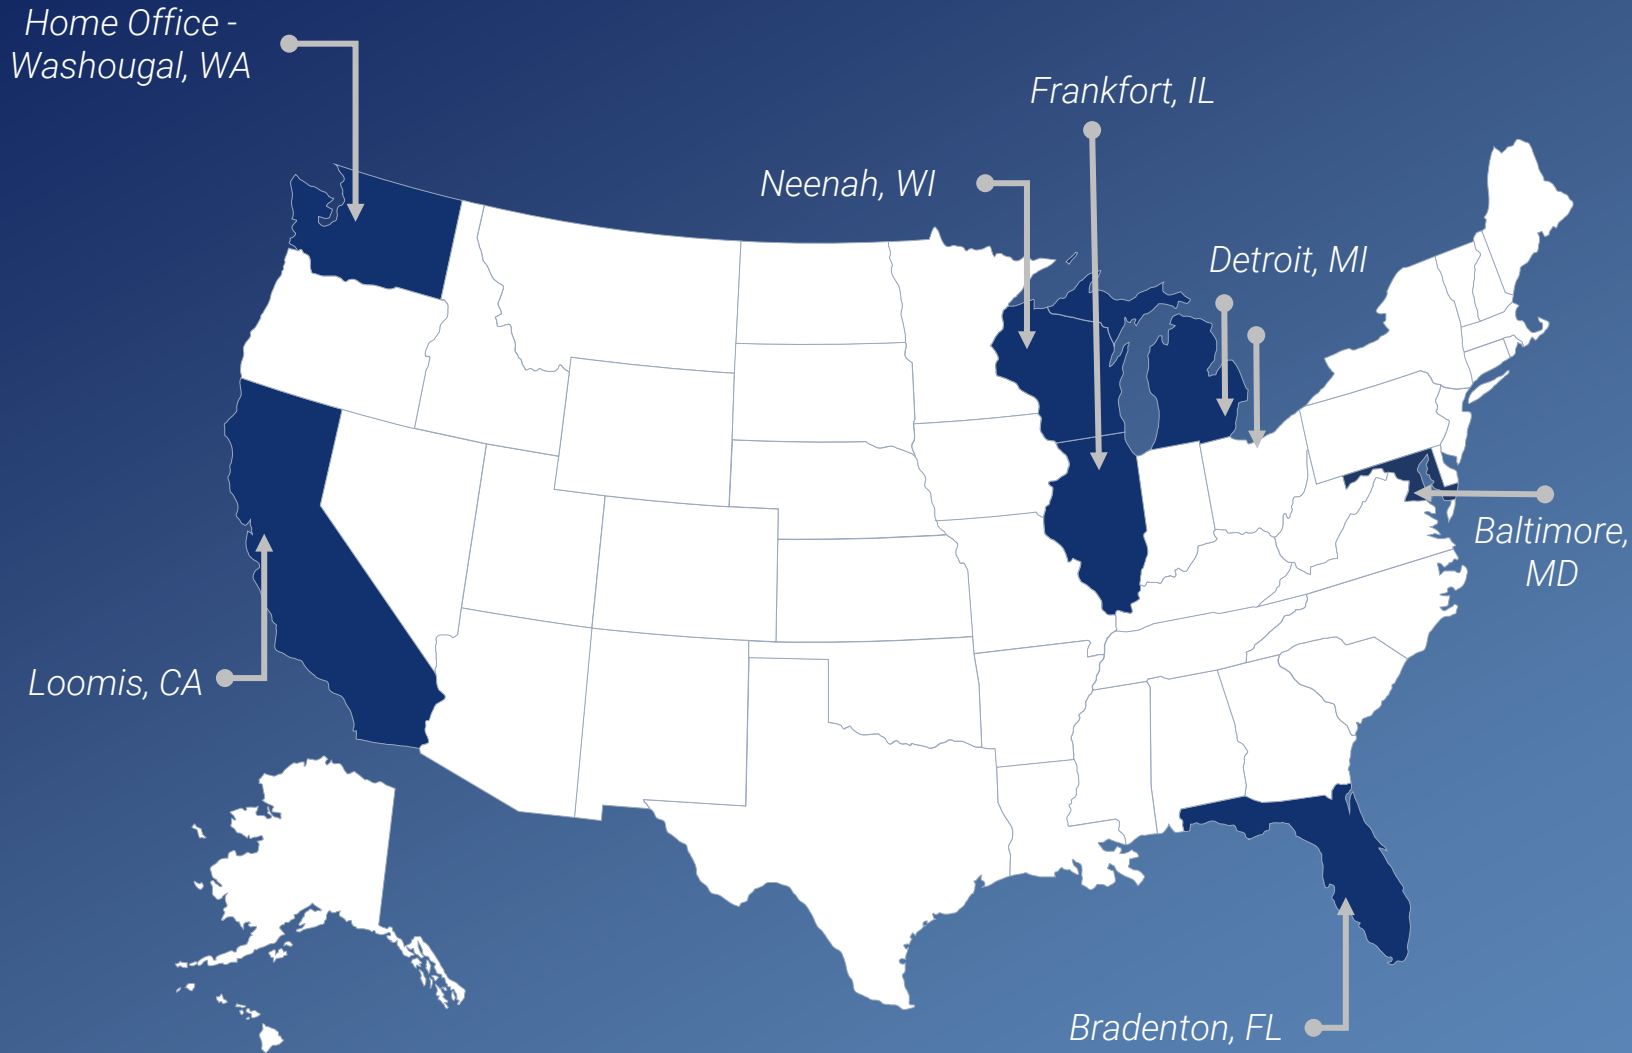 Home Office -
Washougal, WA
Frankfort, IL
Neenah, WI
Detroit, MI
Baltimore,
MD
Loomis, CA
Bradenton, FL